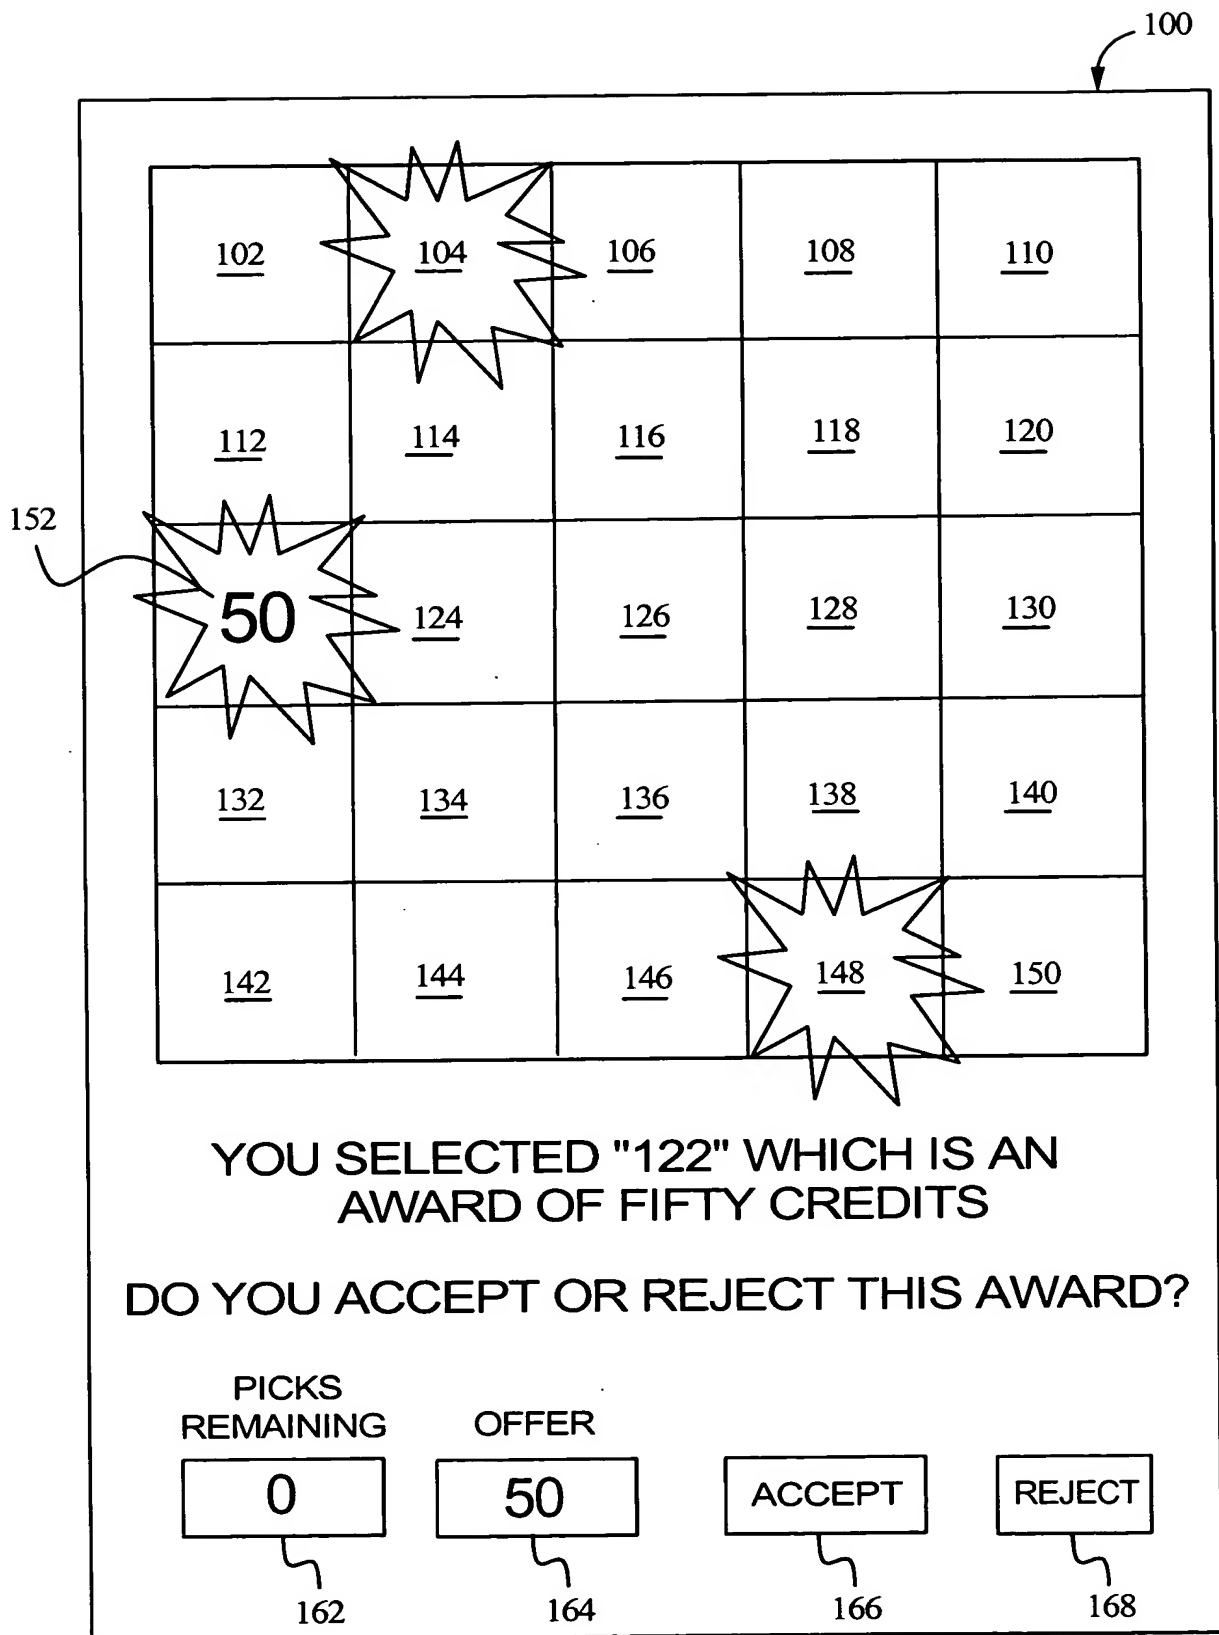 100
102 104 106 108 110
112 114 116 118 120
152
50 124 126 128 130
132 134 136 138 140
142 144 146 148 150
YOU SELECTED "122" WHICH IS AN
AWARD OF FIFTY CREDITS
DO YOU ACCEPT OR REJECT THIS AWARD?
PICKS
REMAINING OFFER
0 50 ACCEPT REJECT
162 164 166 168